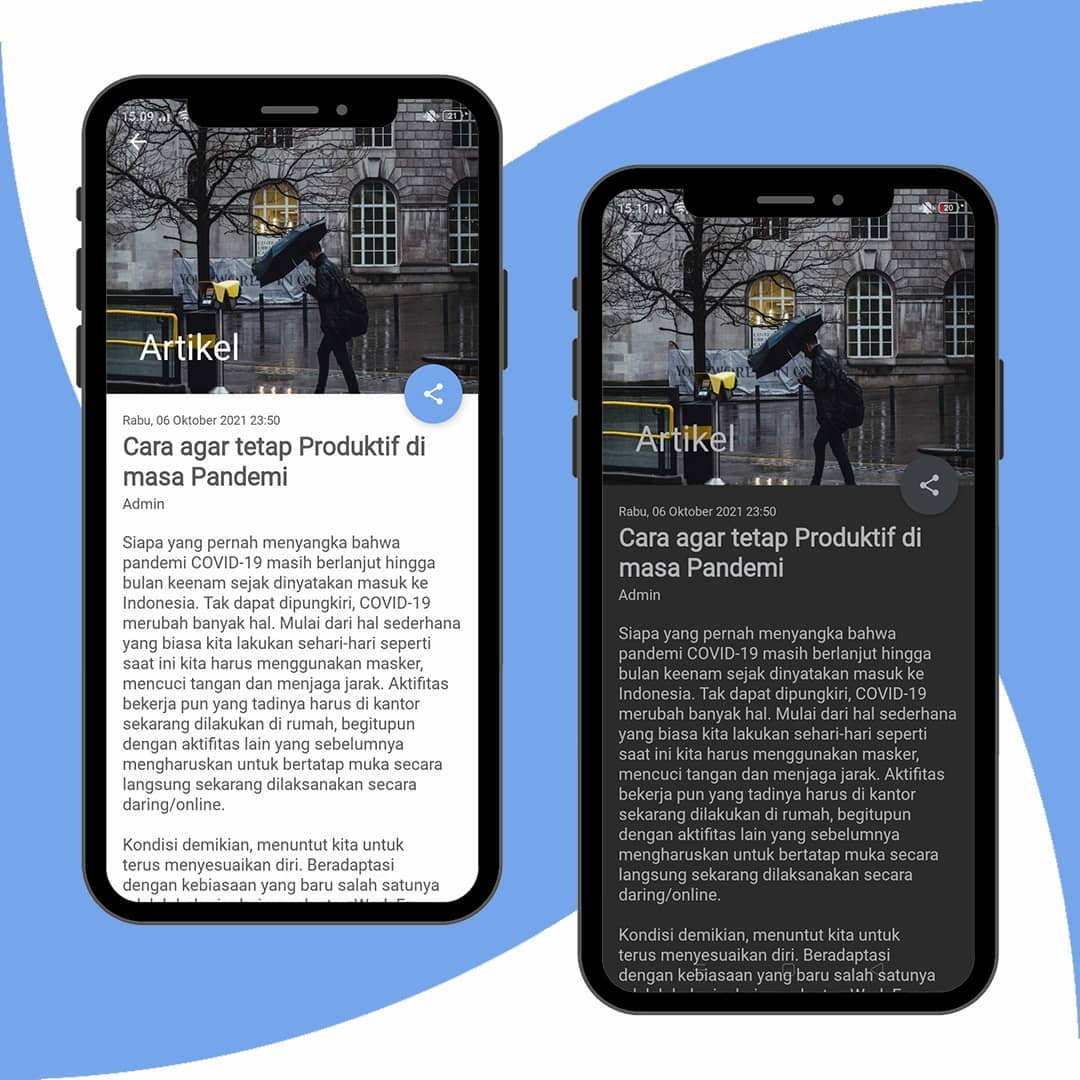 15.09
21
Artikel
Rabu, 06 Oktober 2021 23:50
Cara agar tetap Produktif di
masa Pandemi
Admin
Siapa yang pernah menyangka bahwa
pandemi COVID-19 masih berlanjut hingga
bulan keenam sejak dinyatakan masuk ke
Indonesia. Tak dapat dipungkiri, COVID-19
merubah banyak hal. Mulai dari hal sederhana
yang biasa kita lakukan sehari-hari seperti
saat ini kita harus menggunakan masker,
mencuci tangan dan menjaga jarak. Aktifitas
bekerja pun yang tadinya harus di kantor
sekarang dilakukan di rumah, begitupun
dengan aktifitas lain yang sebelumnya
mengharuskan untuk bertatap muka secara
langsung sekarang dilaksanakan secara
daring/online.
Kondisi demikian, menuntut kita untuk
terus menyesuaikan diri. Beradaptasi
dengan kebiasaan yang baru salah satunya
15.11
20
Artikel
Rabu, 06 Oktober 2021 23:50
Cara agar tetap Produktif di
masa Pandemi
Admin
Siapa yang pernah menyangka bahwa
pandemi COVID-19 masih berlanjut hingga
bulan keenam sejak dinyatakan masuk ke
Indonesia. Tak dapat dipungkiri, COVID-19
merubah banyak hal. Mulai dari hal sederhana
yang biasa kita lakukan sehari-hari seperti
saat ini kita harus menggunakan masker,
mencuci tangan dan menjaga jarak. Aktifitas
bekerja pun yang tadinya harus di kantor
sekarang dilakukan di rumah, begitupun
dengan aktifitas lain yang sebelumnya
mengharuskan untuk bertatap muka secara
langsung sekarang dilaksanakan secara
daring/online.
Kondisi demikian, menuntut kita untuk
terus menyesuaikan diri. Beradaptasi
dengan kebiasaan yang baru salah satunya